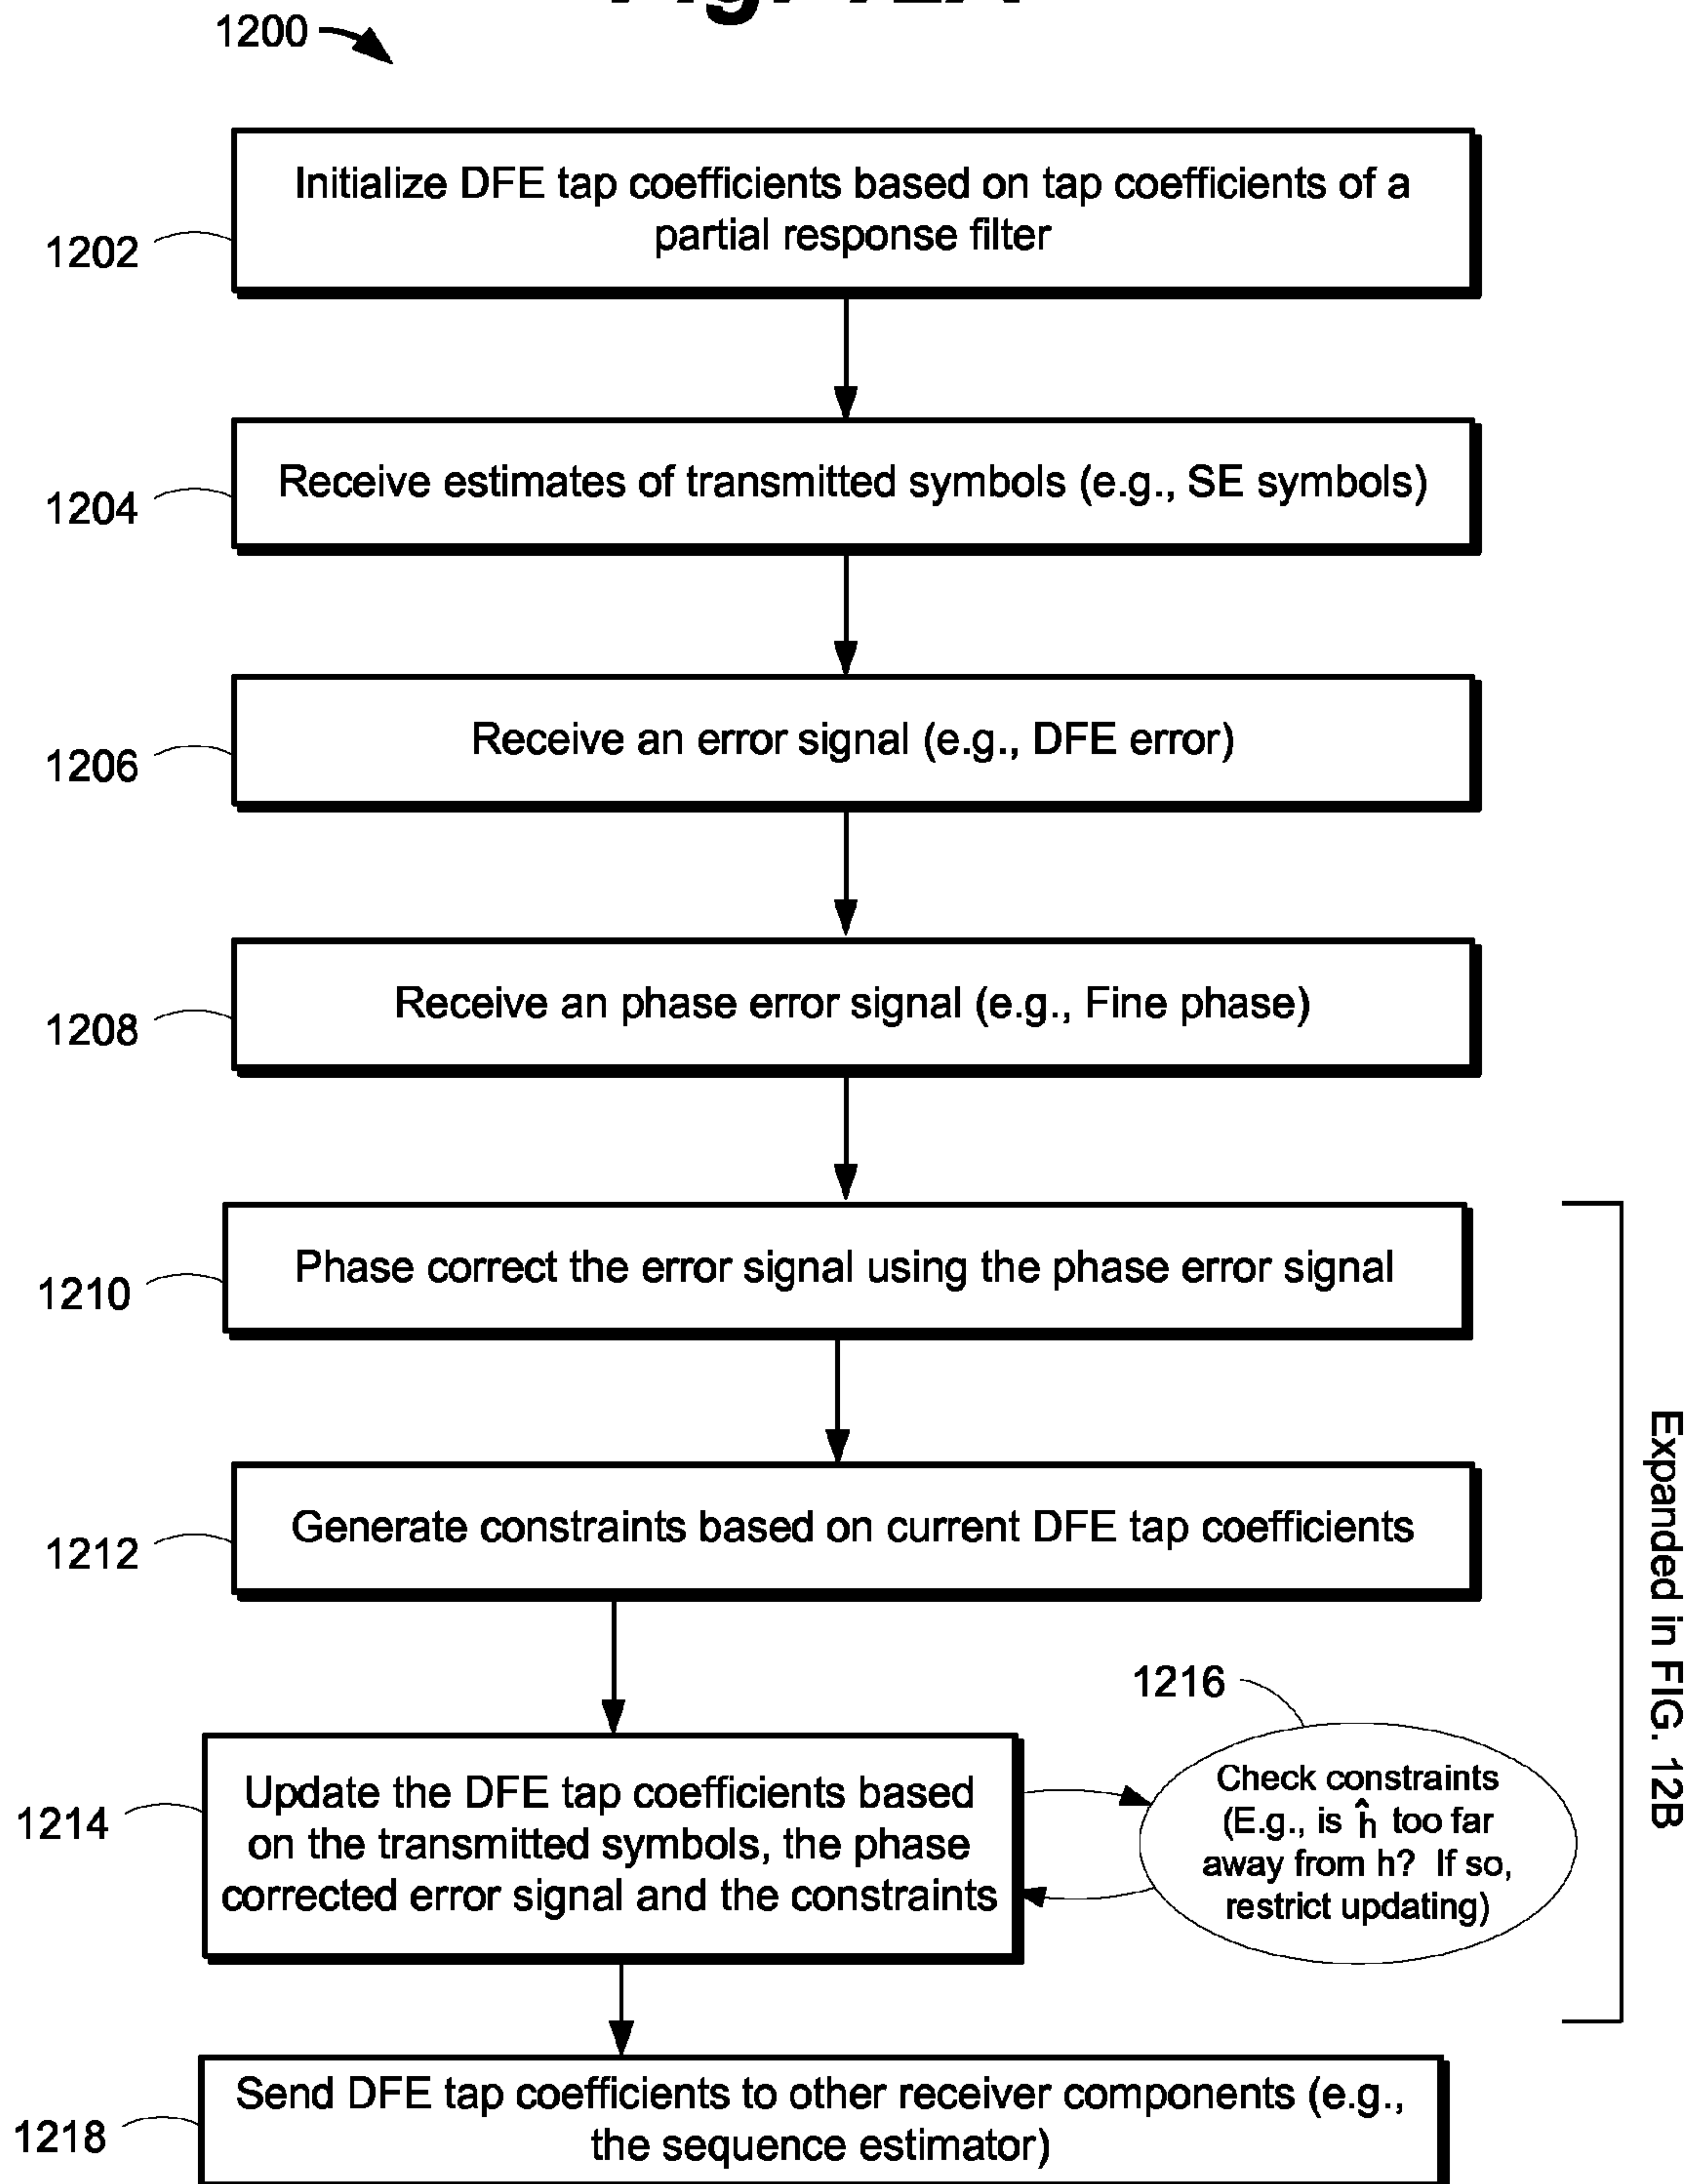 1200
Initialize DFE tap coefficients based on tap coefficients of a
partial response filter
1202
Receive estimates of transmitted symbols (e.g., SE symbols)
1204
Receive an error signal (e.g., DFE error)
1206
Receive an phase error signal (e.g., Fine phase)
1208
Phase correct the error signal using the phase error signal
1210
Generate constraints based on current DFE tap coefficients
1212
Update the DFE tap coefficients based
on the transmitted symbols, the phase
corrected error signal and the constraints
1214
1216
Check constraints
(E.g., is ĥ too far
away from h? If so,
restrict updating)
Expanded in FIG. 12B
Send DFE tap coefficients to other receiver components (e.g.,
the sequence estimator)
1218